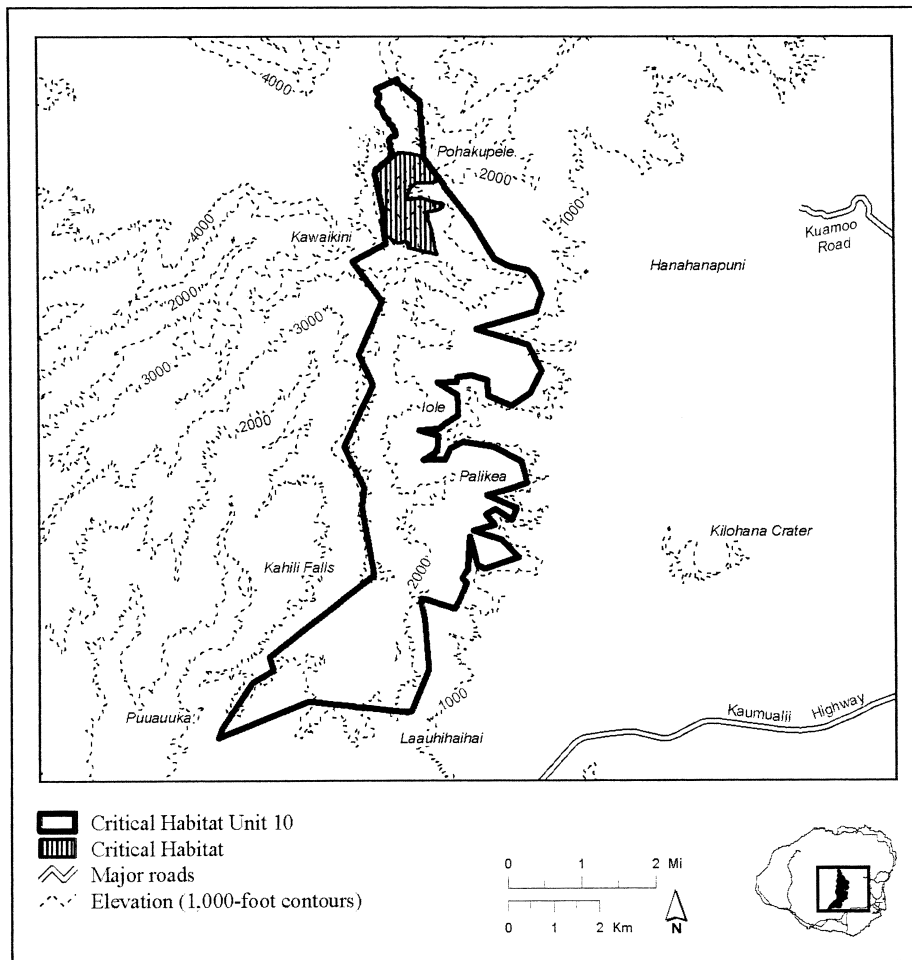 4000
Pohakupele
2000
1000
Kuamoo
Road
4000
Kawaikini
Hanahanapuni
2000
3000
3000
2000
Iole
Palikea
Kilohana Crater
Kahili Falls
2000
1000
Puuauuka
Kaumualii Highway
Laauhihaihai
Critical Habitat Unit 10
Critical Habitat
Major roads
Elevation (1,000-foot contours)
0 1 2 Mi
0 1 2 Km
N